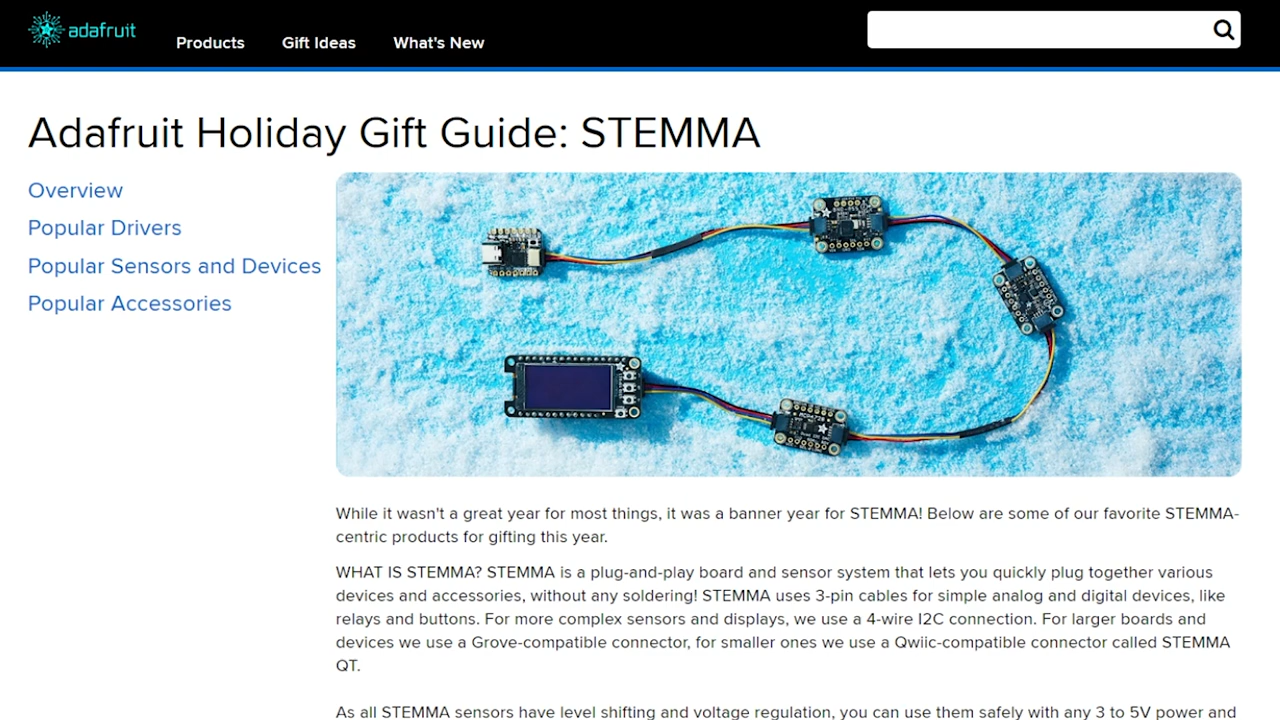 adafruit
Products
Gift Ideas
What's New
Adafruit Holiday Gift Guide: STEMMA
Overview
Popular Drivers
Popular Sensors and Devices
Popular Accessories
While it wasn't a great year for most things, it was a banner year for STEMMA! Below are some of our favorite STEMMA-
centric products for gifting this year.
WHAT IS STEMMA? STEMMA is a plug-and-play board and sensor system that lets you quickly plug together various
devices and accessories, without any soldering! STEMMA uses 3-pin cables for simple analog and digital devices, like
relays and buttons. For more complex sensors and displays, we use a 4-wire I2C connection. For larger boards and
devices we use a Grove-compatible connector, for smaller ones we use a Qwiic-compatible connector called STEMMA
QT.
As all STEMMA sensors have level shifting and voltage regulation, you can use them safely with any 3 to 5V power and